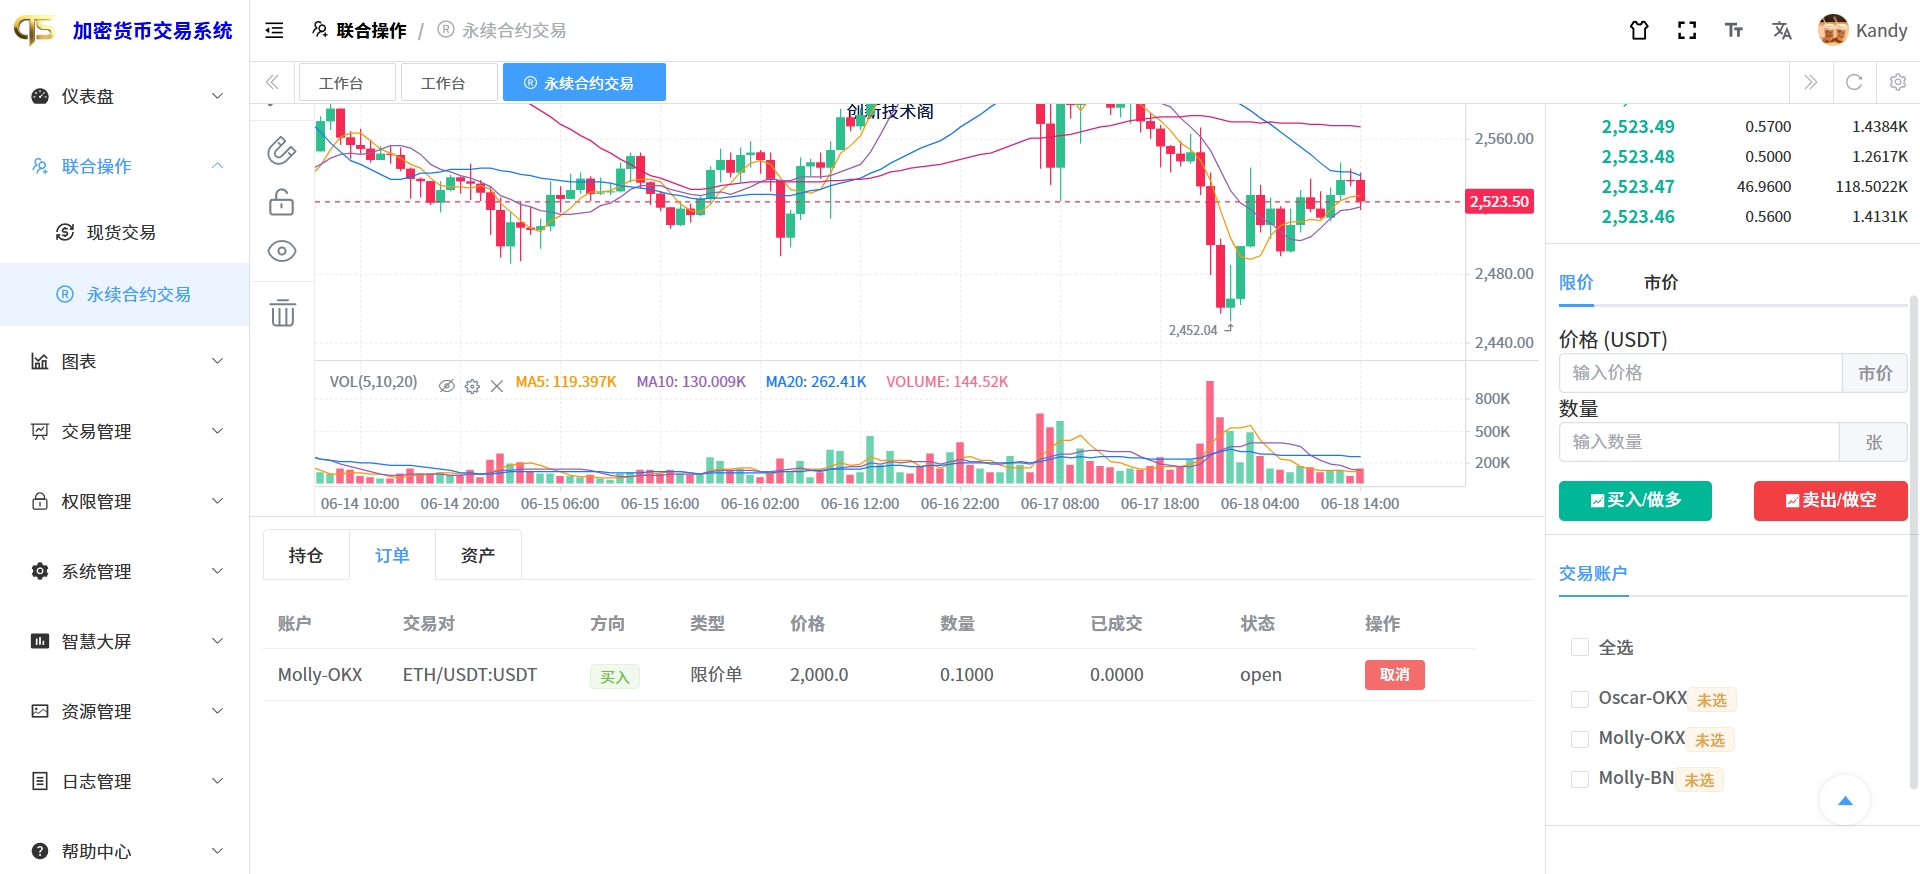 加密货币交易系统
联合操作 / 永续合约交易
Kandy
工作台
工作台
永续合约交易
仪表盘
联合操作
现货交易
永续合约交易
图表
交易管理
权限管理
系统管理
智慧大屏
资源管理
日志管理
帮助中心
创新技术阁
2,560.00
2,523.50
2,480.00
2,440.00
2,452.04
VOL(5,10,20) MA5: 119.397K MA10: 130.009K MA20: 262.41K VOLUME: 144.52K
800K
500K
200K
06-14 10:00 06-14 20:00 06-15 06:00 06-15 16:00 06-16 02:00 06-16 12:00 06-16 22:00 06-17 08:00 06-17 18:00 06-18 04:00 06-18 14:00
持仓 订单 资产
账户 交易对 方向 类型 价格 数量 已成交 状态 操作
Molly-OKX ETH/USDT:USDT 买入 限价单 2,000.0 0.1000 0.0000 open 取消
2,523.49 0.5700 1.4384K
2,523.48 0.5000 1.2617K
2,523.47 46.9600 118.5022K
2,523.46 0.5600 1.4131K
限价 市价
价格 (USDT)
输入价格 市价
数量
输入数量 张
买入/做多 卖出/做空
交易账户
全选
Oscar-OKX 未选
Molly-OKX 未选
Molly-BN 未选